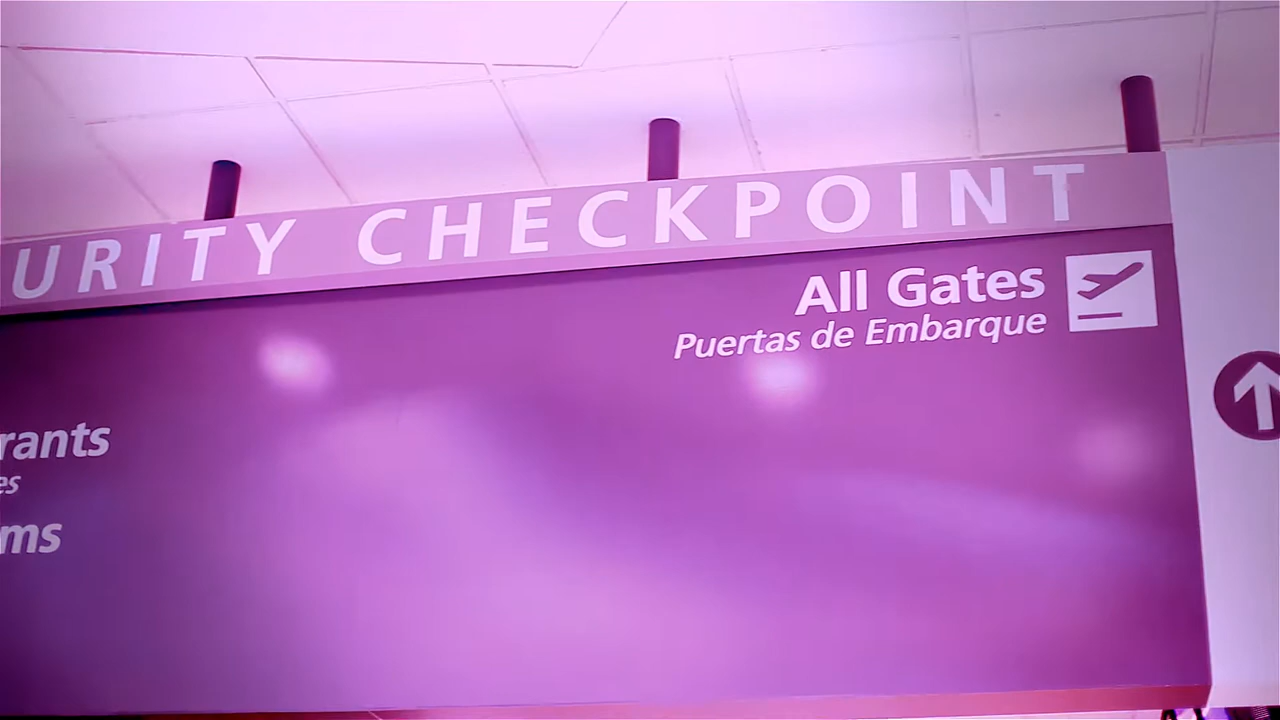 URITY CHECKPOINT
All Gates
Puertas de Embarque
rants
es
ms